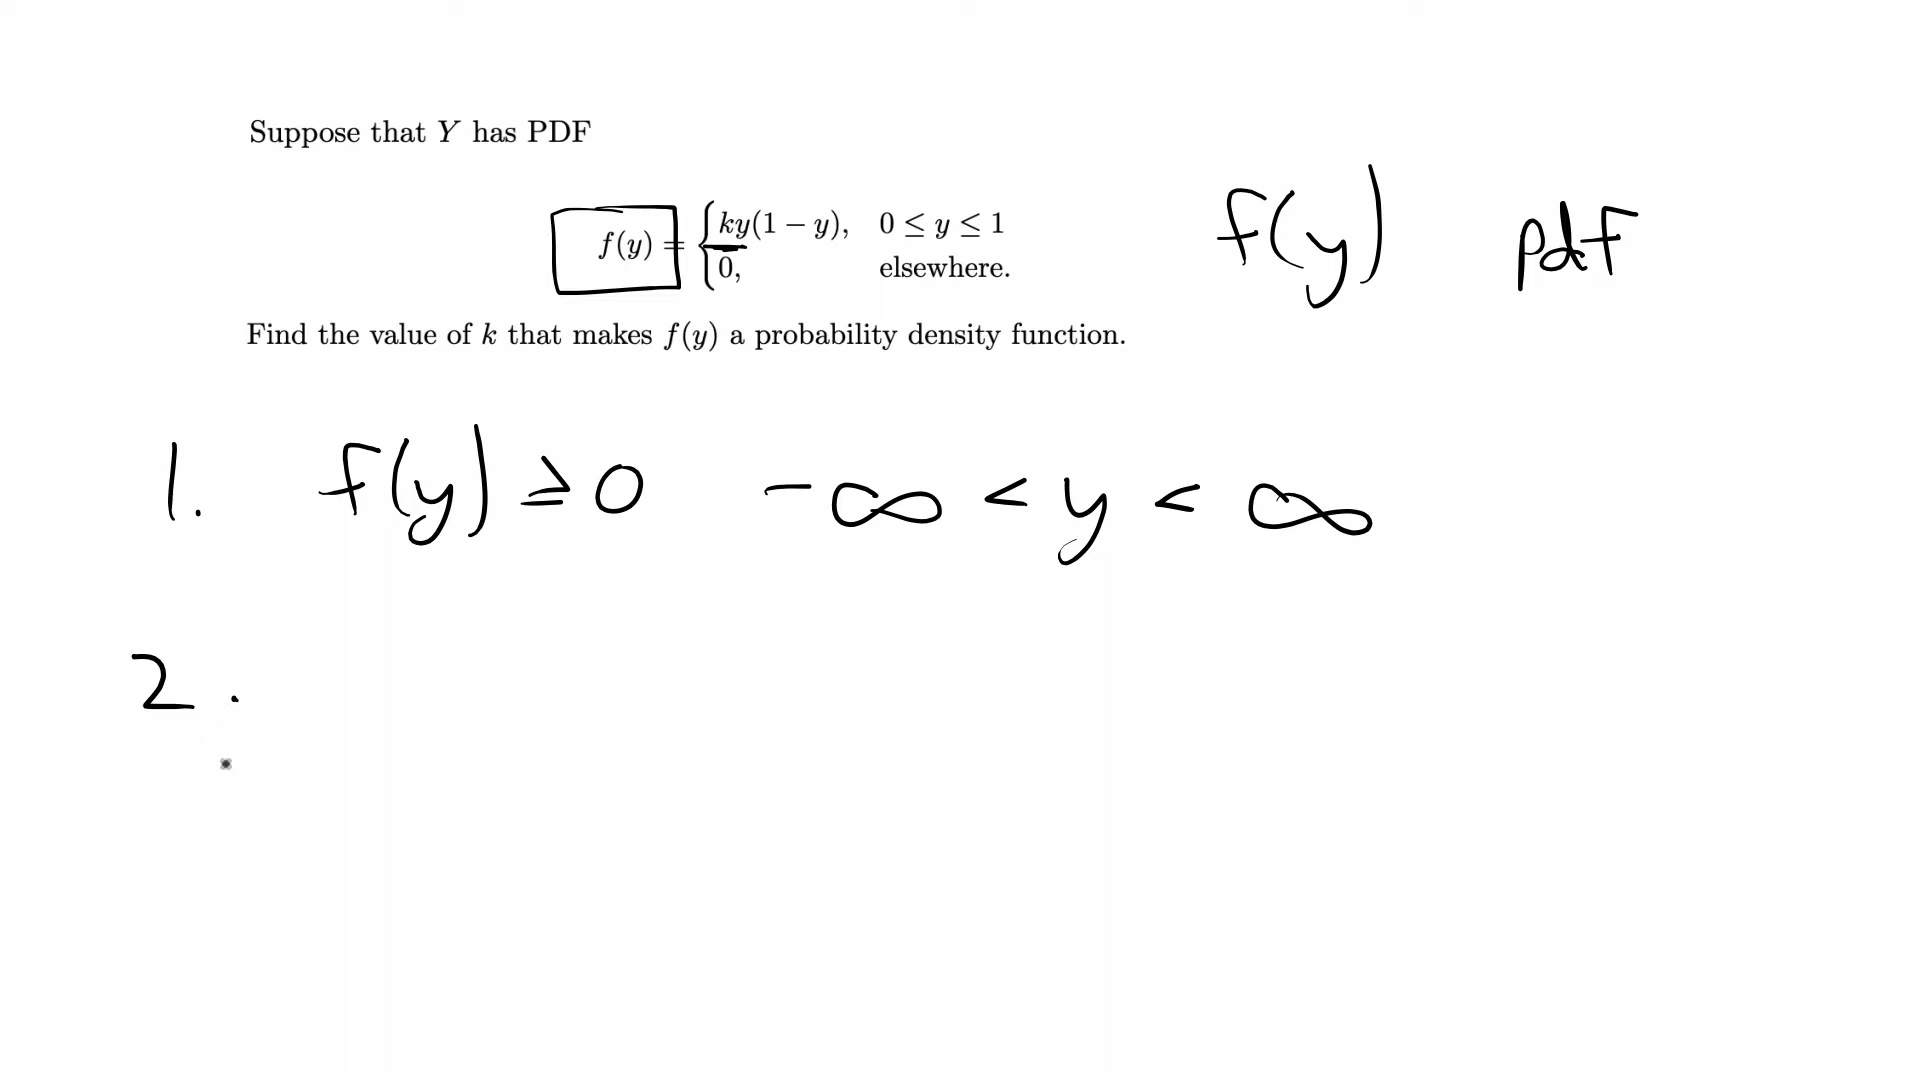 Suppose that Y has PDF
f(y) = { ky(1 − y), 0 ≤ y ≤ 1
0, elsewhere.
f(y) pdf
Find the value of k that makes f(y) a probability density function.
1. f(y) ≥ 0 −∞ < y < ∞
2.